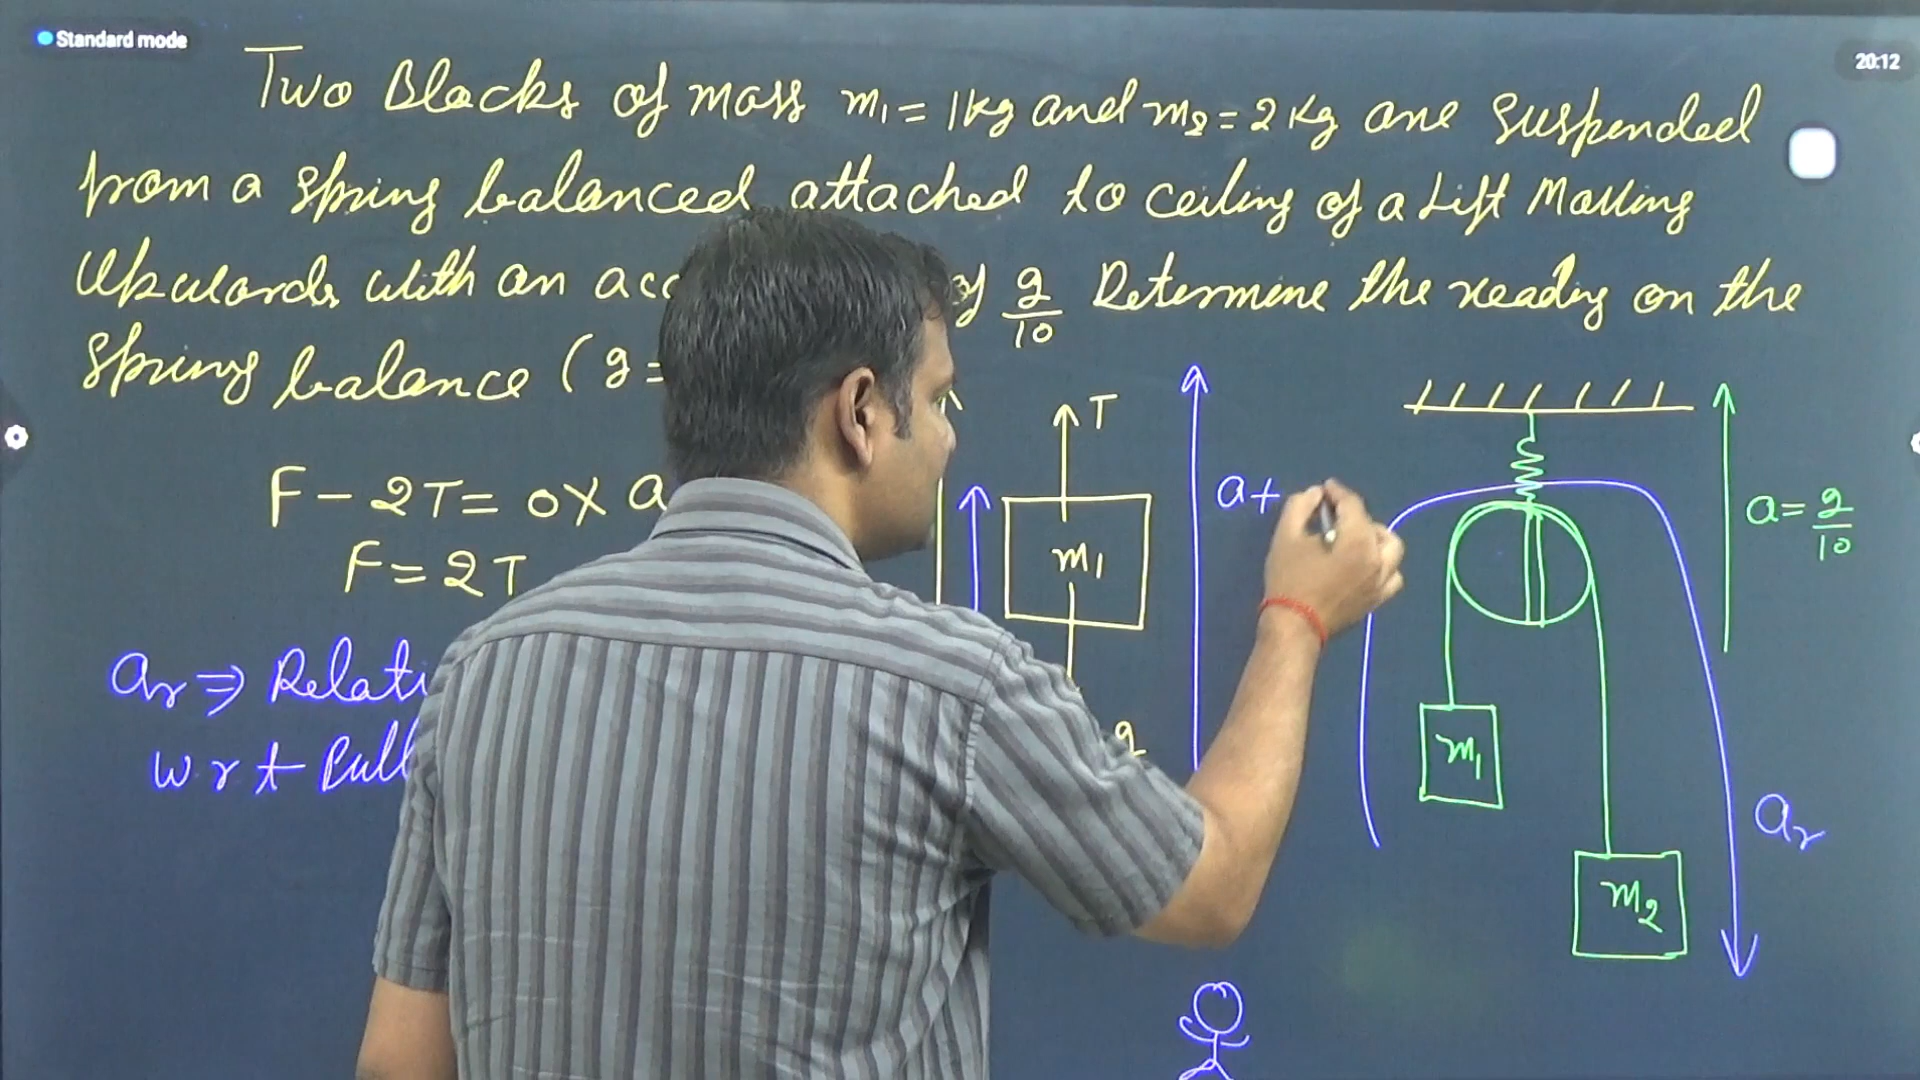 Standard mode
20:12
Two Blocks of mass m1 = 1kg and m2 = 2 kg are suspended
from a spring balanced attached to ceiling of a Lift Moving
Upwards with an acc of g/10 Determine the reading on the
Spring balance (g =
F - 2T = 0 X a
F = 2T
ar ⇒ Relati
w r t Pull
T
m1
g
a +
a = g/10
m1
m2
ar